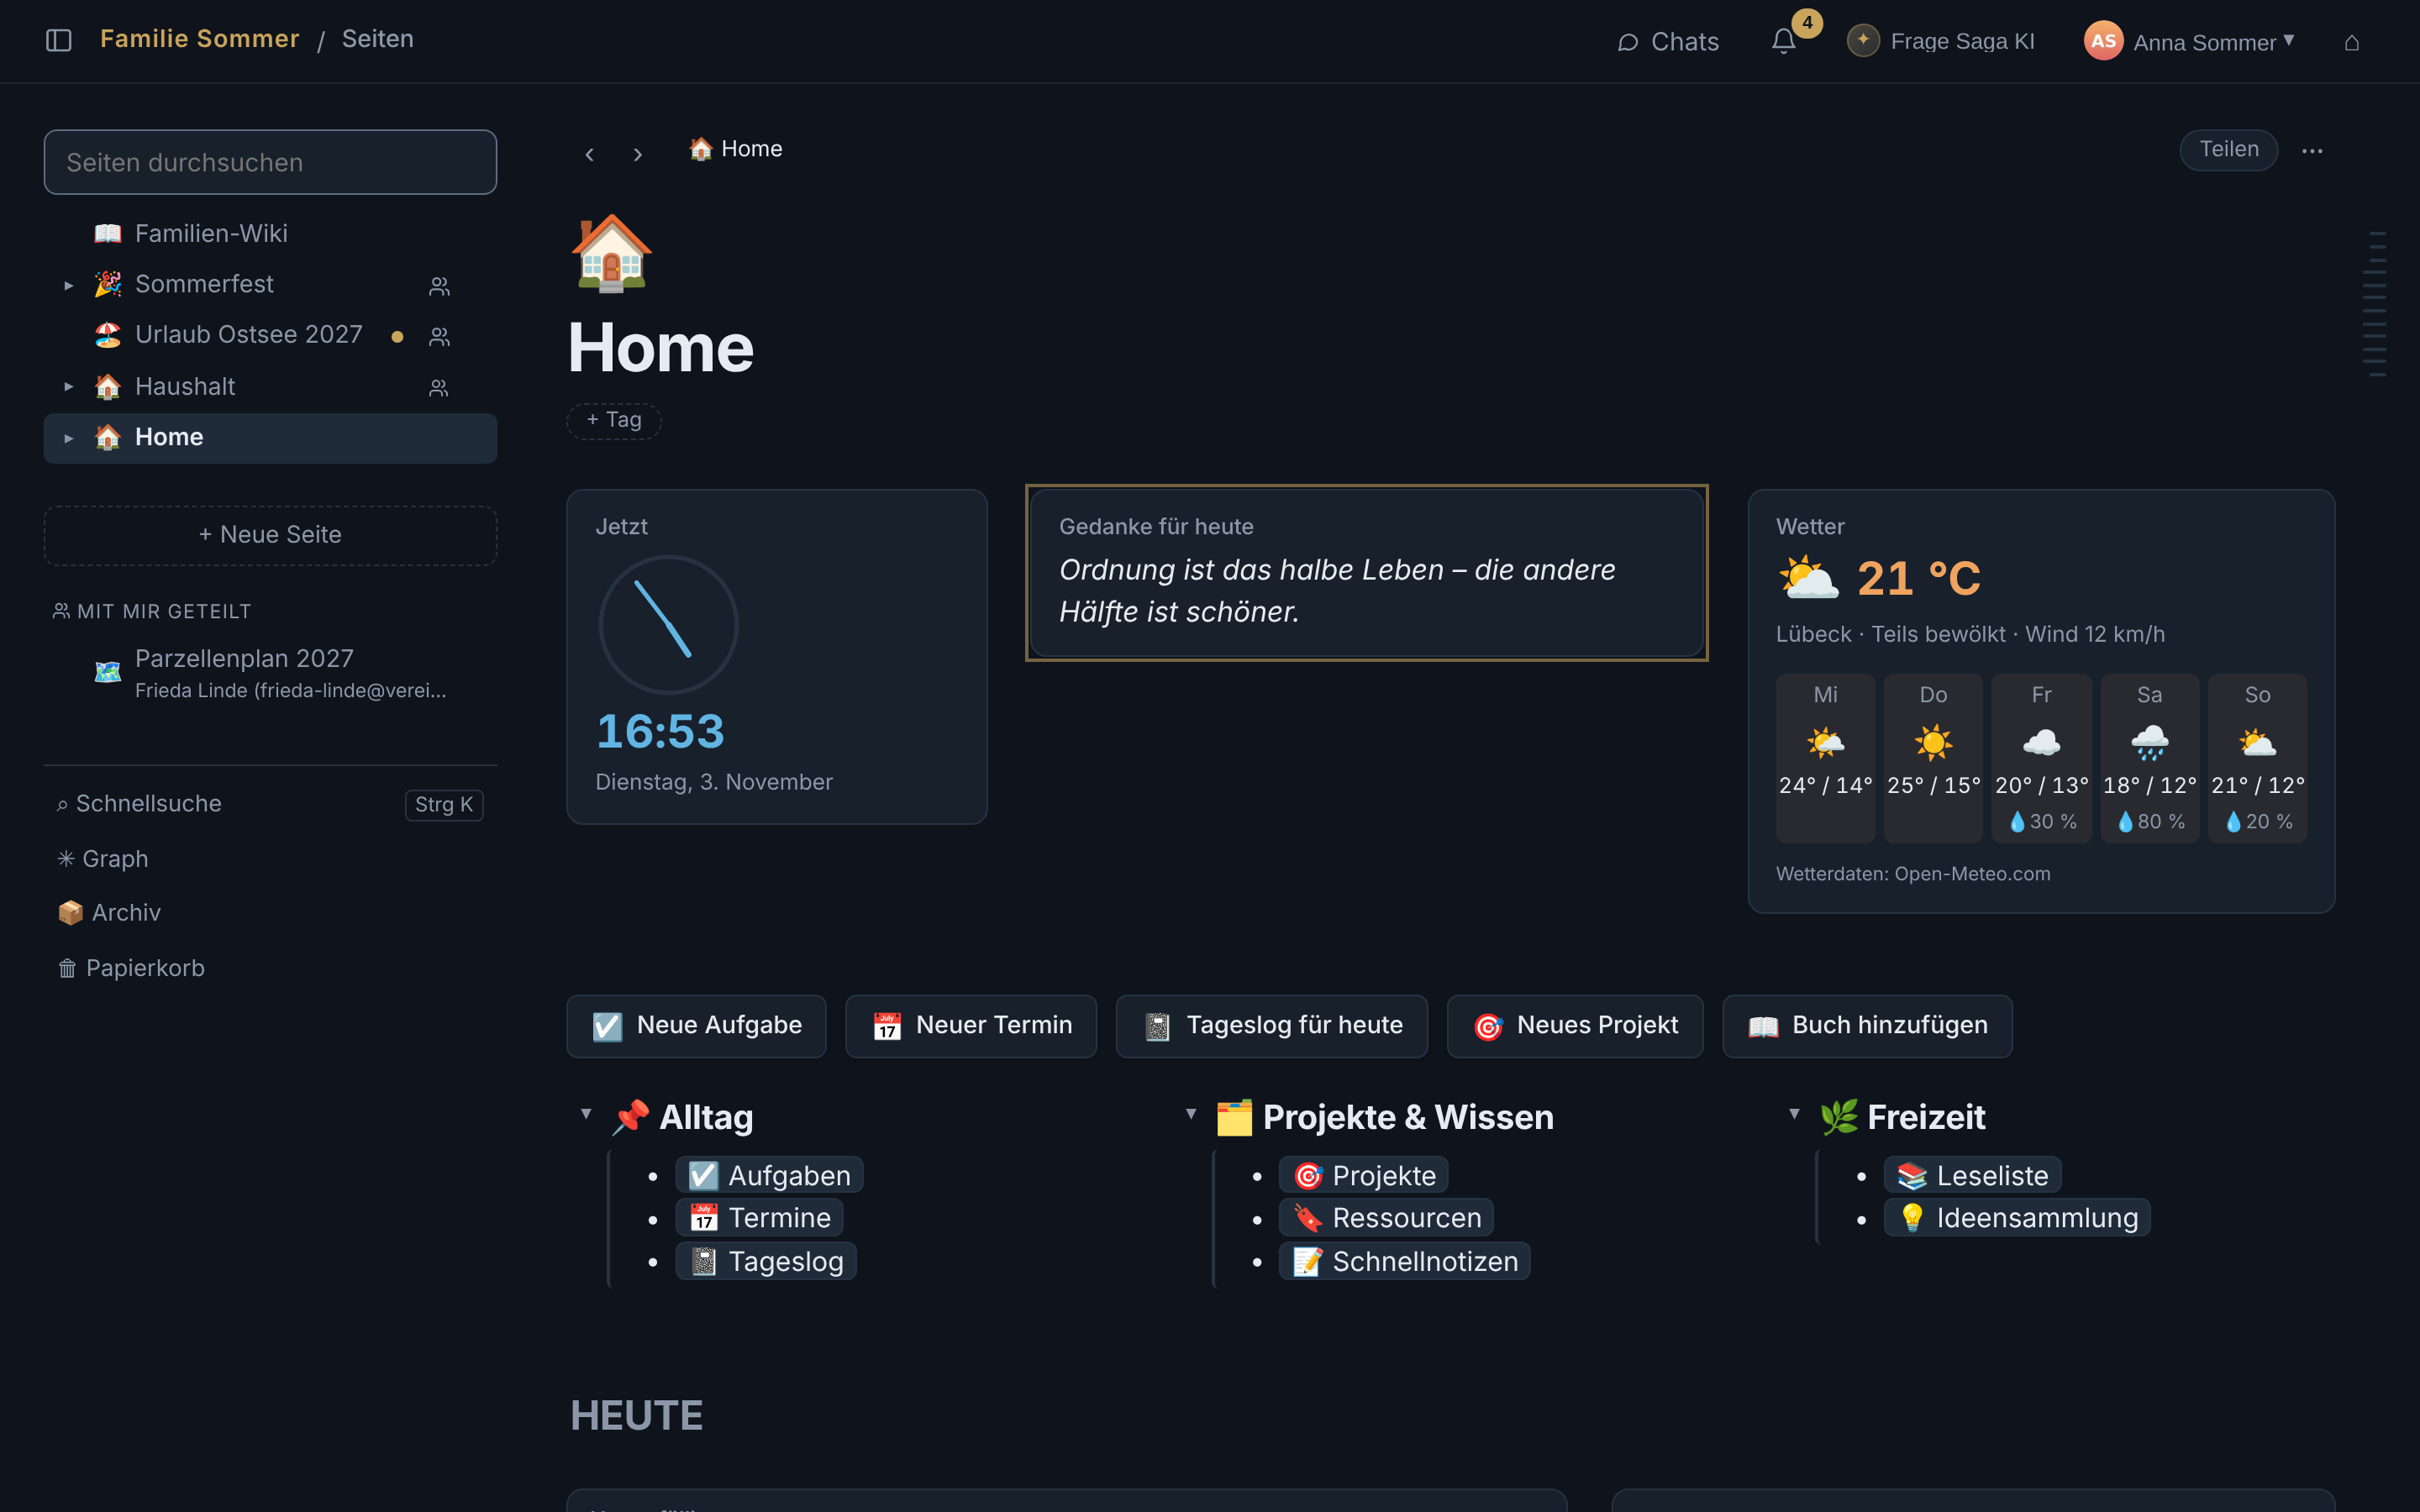 Familie Sommer / Seiten
Chats
4
Frage Saga KI
AS Anna Sommer
Seiten durchsuchen
Familien-Wiki
Sommerfest
Urlaub Ostsee 2027
Haushalt
Home
+ Neue Seite
MIT MIR GETEILT
Parzellenplan 2027
Frieda Linde (frieda-linde@verei…
Schnellsuche Strg K
Graph
Archiv
Papierkorb
Home
Teilen
Home
+ Tag
Jetzt
16:53
Dienstag, 3. November
Gedanke für heute
Ordnung ist das halbe Leben – die andere
Hälfte ist schöner.
Wetter
21 °C
Lübeck · Teils bewölkt · Wind 12 km/h
Mi Do Fr Sa So
24° / 14° 25° / 15° 20° / 13° 18° / 12° 21° / 12°
30 % 80 % 20 %
Wetterdaten: Open-Meteo.com
Neue Aufgabe
Neuer Termin
Tageslog für heute
Neues Projekt
Buch hinzufügen
Alltag
Aufgaben
Termine
Tageslog
Projekte & Wissen
Projekte
Ressourcen
Schnellnotizen
Freizeit
Leseliste
Ideensammlung
HEUTE